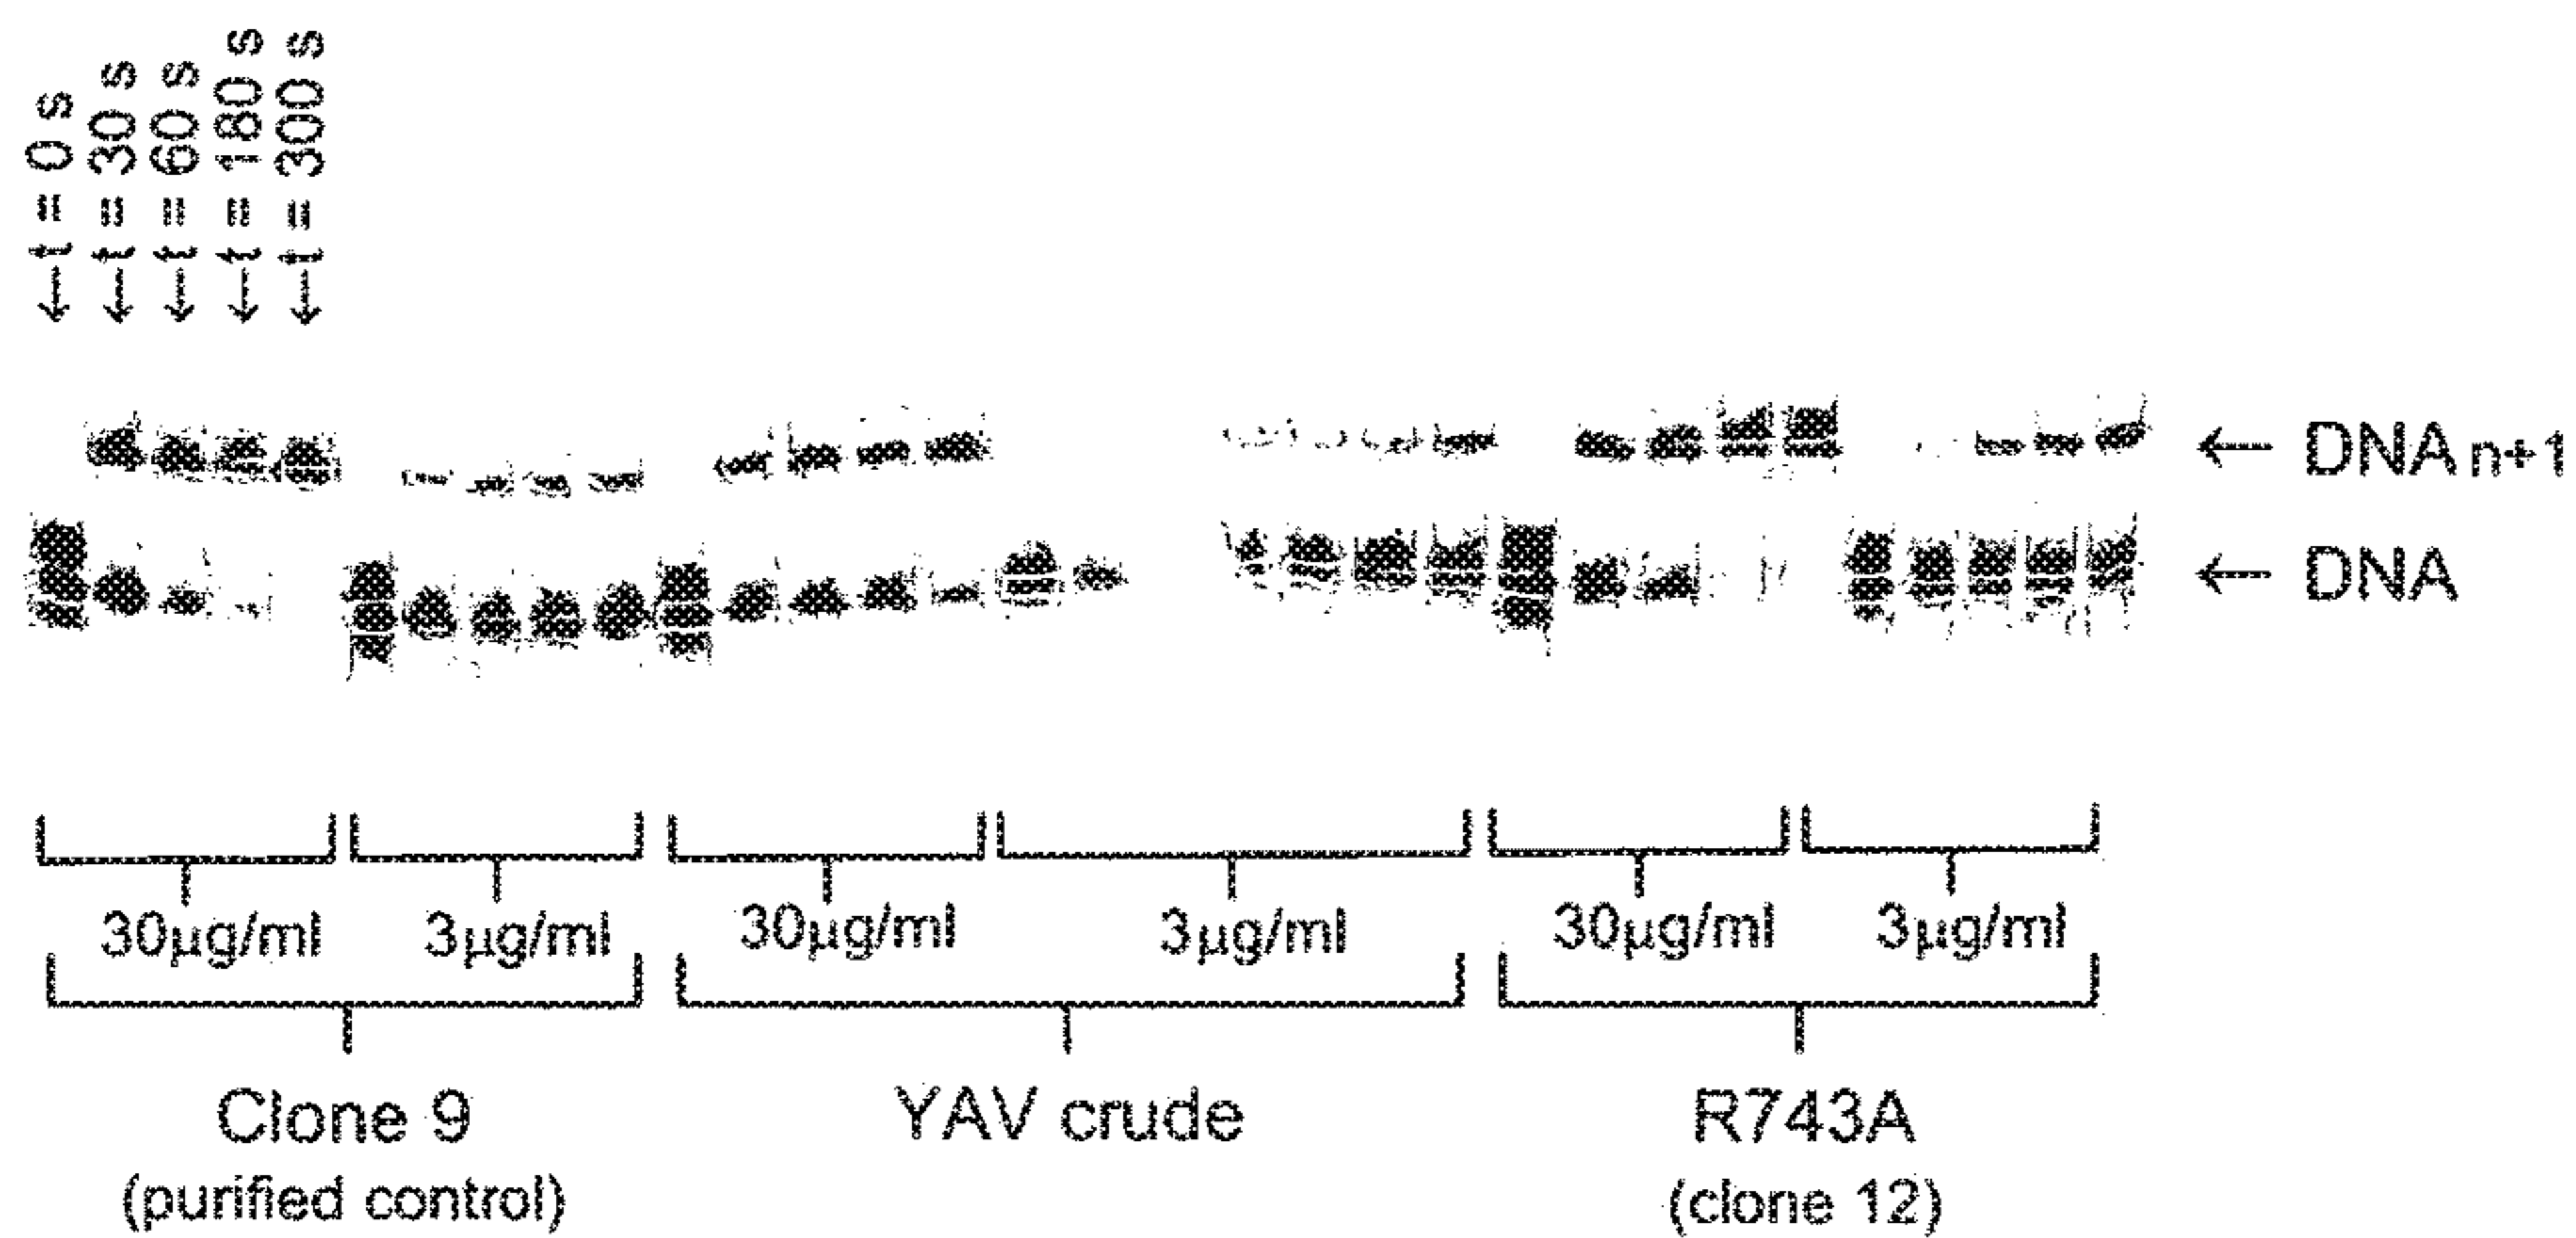 ←t = 0 s
←t = 30 s
←t = 60 s
←t = 180 s
←t = 300 s
← DNA n+1
← DNA
30µg/ml 3µg/ml 30µg/ml 3µg/ml 30µg/ml 3µg/ml
Clone 9 YAV crude R743A
(purified control) (clone 12)